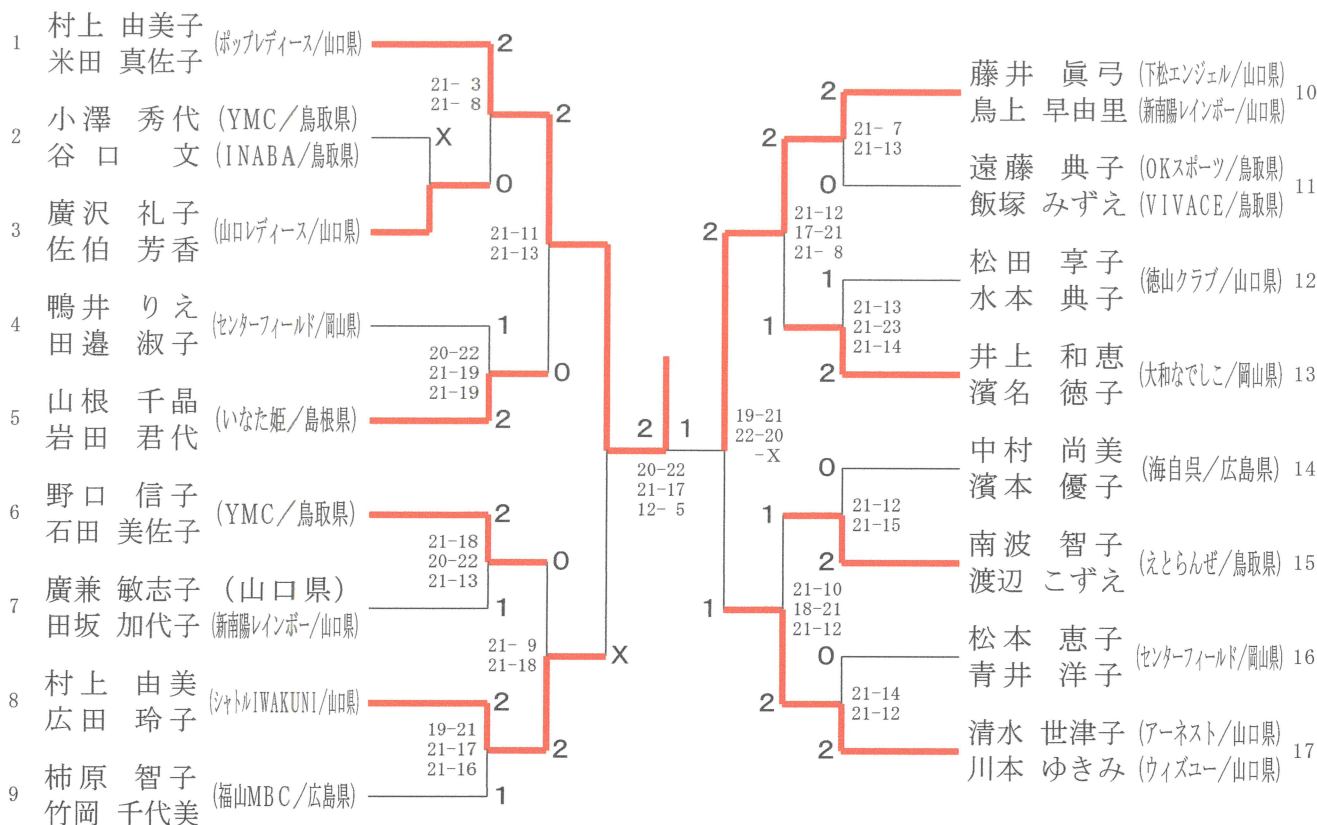 1
村上 由美子
米田 真佐子
(ポップレディース/山口県)
2
21- 3
21- 8
2
2
小澤 秀代 (YMC/鳥取県)
谷口 文 (INABA/鳥取県)
X
0
3
廣沢 礼子
佐伯 芳香
(山口レディース/山口県)
21-11
21-13
4
鴨井 りえ
田邉 淑子
(センターフィールド/岡山県)
1
20-22
21-19
21-19
0
5
山根 千晶
岩田 君代
(いなた姫/島根県)
2
6
野口 信子
石田 美佐子
(YMC/鳥取県)
2
21-18
20-22
21-13
0
7
廣兼 敏志子 (山口県)
田坂 加代子 (新南陽レインボー/山口県)
1
21- 9
21-18
X
8
村上 由美
広田 玲子
(シャトルIWAKUNI/山口県)
2
19-21
21-17
21-16
2
9
柿原 智子
竹岡 千代美
(福山MBC/広島県)
1
2 1
20-22
21-17
12- 5
藤井 眞弓 (下松エンジェル/山口県)
鳥上 早由里 (新南陽レインボー/山口県)
10
2
21- 7
21-13
2
遠藤 典子 (OKスポーツ/鳥取県)
飯塚 みずえ (VIVACE/鳥取県)
11
0
21-12
17-21
21- 8
2
松田 享子
水本 典子
(徳山クラブ/山口県)
12
1
21-13
21-23
21-14
1
井上 和恵
濱名 徳子
(大和なでしこ/岡山県)
13
2
19-21
22-20
-X
中村 尚美
濱本 優子
(海自呉/広島県)
14
0
21-12
21-15
1
南波 智子
渡辺 こずえ
(えとらんぜ/鳥取県)
15
2
21-10
18-21
21-12
1
松本 恵子
青井 洋子
(センターフィールド/岡山県)
16
0
21-14
21-12
2
清水 世津子 (アーネスト/山口県)
川本 ゆきみ (ウィズユー/山口県)
17
2